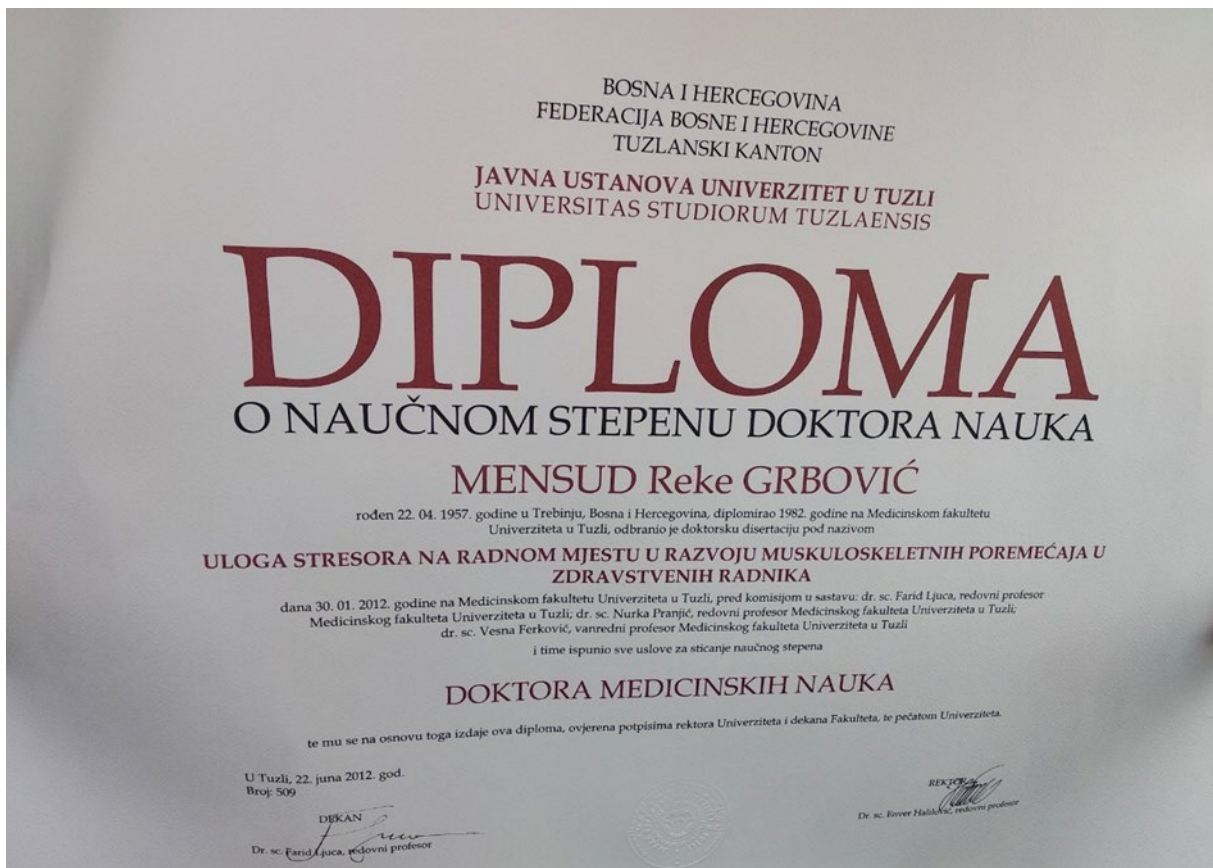 BOSNA I HERCEGOVINA
FEDERACIJA BOSNE I HERCEGOVINE
TUZLANSKI KANTON
JAVNA USTANOVA UNIVERZITET U TUZLI
UNIVERSITAS STUDIORUM TUZLAENSIS
DIPLOMA
O NAUČNOM STEPENU DOKTORA NAUKA
MENSUD Reke GRBOVIĆ
rođen 22. 04. 1957. godine u Trebinju, Bosna i Hercegovina, diplomirao 1982. godine na Medicinskom fakultetu
Univerziteta u Tuzli, odbranio je doktorsku disertaciju pod nazivom
ULOGA STRESORA NA RADNOM MJESTU U RAZVOJU MUSKULOSKELETNIH POREMEĆAJA U
ZDRAVSTVENIH RADNIKA
dana 30. 01. 2012. godine na Medicinskom fakultetu Univerziteta u Tuzli, pred komisijom u sastavu: dr. sc. Farid Ljuca, redovni profesor
Medicinskog fakulteta Univerziteta u Tuzli; dr. sc. Nurka Pranjić, redovni profesor Medicinskog fakulteta Univerziteta u Tuzli;
dr. sc. Vesna Ferković, vanredni profesor Medicinskog fakulteta Univerziteta u Tuzli
i time ispunio sve uslove za sticanje naučnog stepena
DOKTORA MEDICINSKIH NAUKA
te mu se na osnovu toga izdaje ova diploma, ovjerena potpisima rektora Univerziteta i dekana Fakulteta, te pečatom Univerziteta.
U Tuzli, 22. juna 2012. god.
Broj: 509
DEKAN
Dr. sc. Farid Ljuca, redovni profesor
REKTOR
Dr. sc. Enver Halilović, redovni profesor